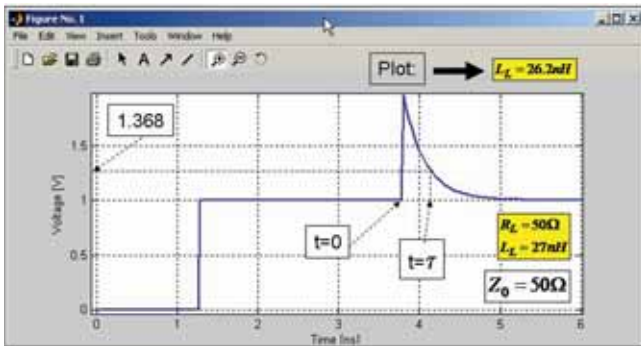 Figure No. 1
File Edit View Insert Tools Window Help
A
Plot:
L_L = 26.2nH
1.368
1.5
1
0.5
0
Voltage [V]
t=0
t=τ
R_L = 50Ω
L_L = 27nH
Z_0 = 50Ω
0 1 2 3 4 5 6
Time [ns]